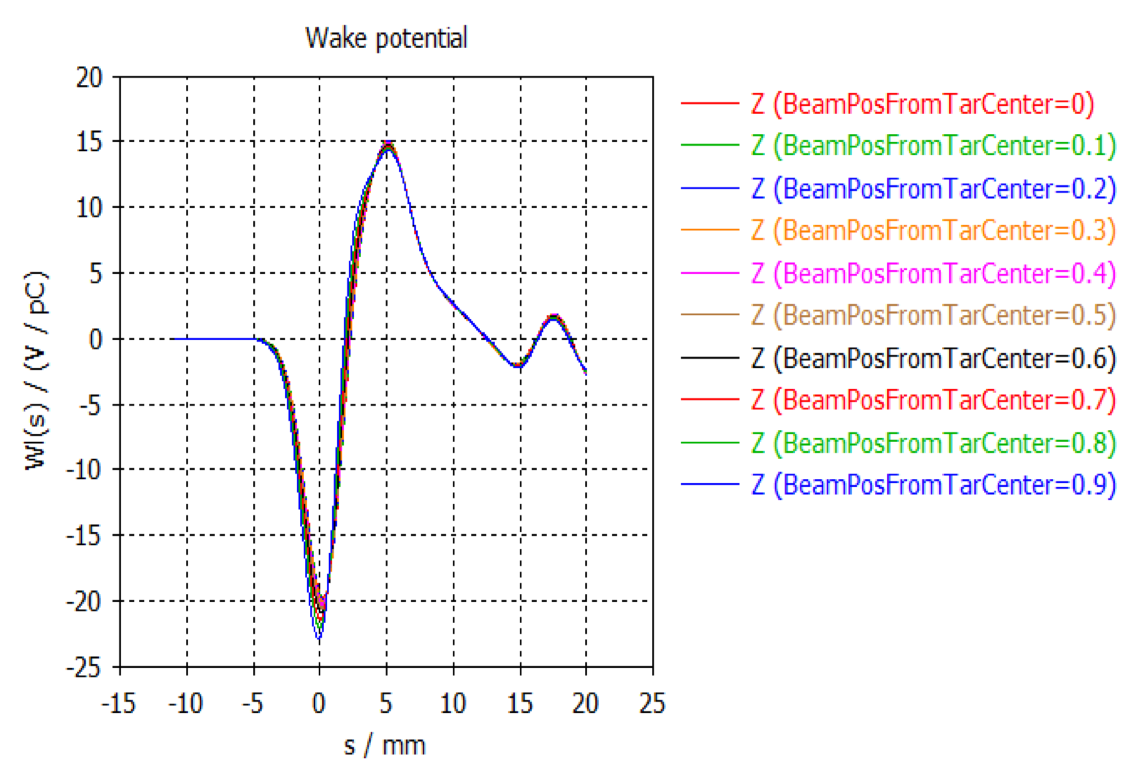 Wake potential
20
15
10
5
0
-5
-10
-15
-20
-25
Wl(s) / (V / pC)
-15 -10 -5 0 5 10 15 20 25
s / mm
Z (BeamPosFromTarCenter=0)
Z (BeamPosFromTarCenter=0.1)
Z (BeamPosFromTarCenter=0.2)
Z (BeamPosFromTarCenter=0.3)
Z (BeamPosFromTarCenter=0.4)
Z (BeamPosFromTarCenter=0.5)
Z (BeamPosFromTarCenter=0.6)
Z (BeamPosFromTarCenter=0.7)
Z (BeamPosFromTarCenter=0.8)
Z (BeamPosFromTarCenter=0.9)